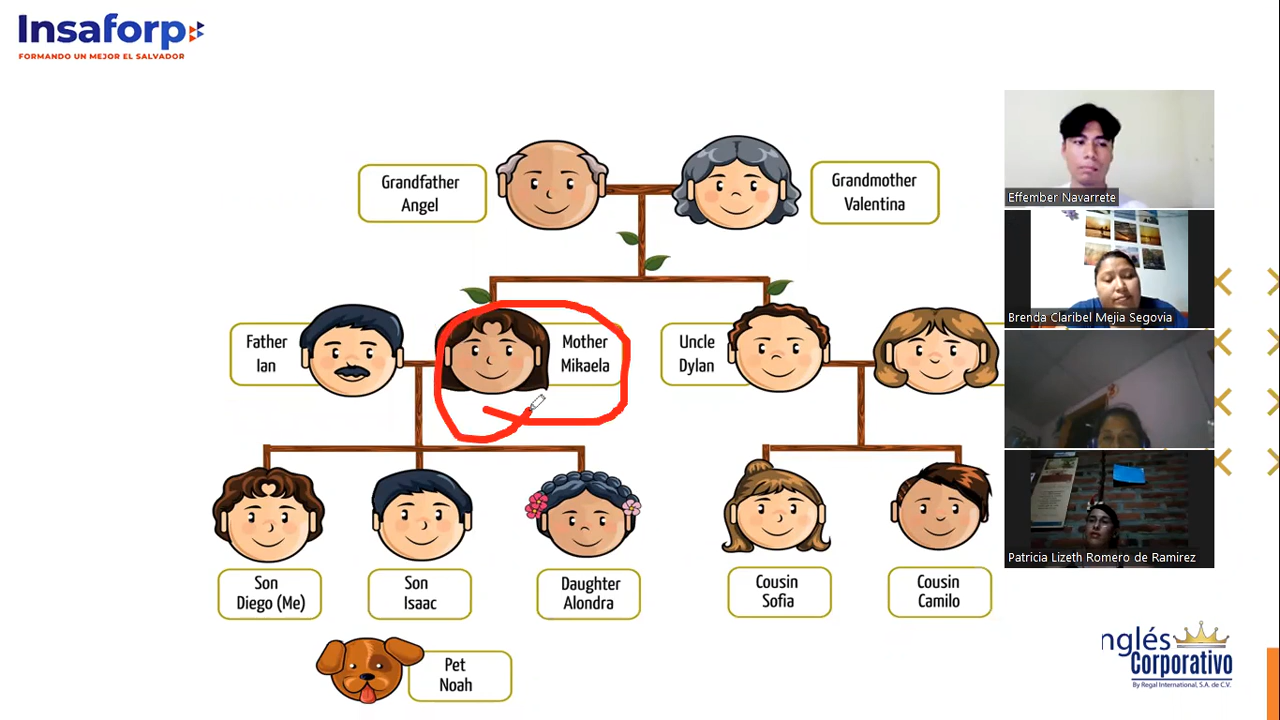 Insaforp
FORMANDO UN MEJOR EL SALVADOR
Grandfather
Angel
Grandmother
Valentina
Father
Ian
Mother
Mikaela
Uncle
Dylan
Son
Diego (Me)
Son
Isaac
Daughter
Alondra
Cousin
Sofia
Cousin
Camilo
Pet
Noah
Effember Navarrete
Brenda Claribel Mejia Segovia
Patricia Lizeth Romero de Ramirez
nglés
Corporativo
By Regal International, S.A. de C.V.